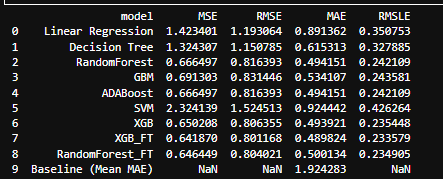 model MSE RMSE MAE RMSLE
0 Linear Regression 1.423401 1.193064 0.891362 0.350753
1 Decision Tree 1.324307 1.150785 0.615313 0.327885
2 RandomForest 0.666497 0.816393 0.494151 0.242109
3 GBM 0.691303 0.831446 0.534107 0.243581
4 ADABoost 0.666497 0.816393 0.494151 0.242109
5 SVM 2.324139 1.524513 0.924442 0.426264
6 XGB 0.650208 0.806355 0.493921 0.235448
7 XGB_FT 0.641870 0.801168 0.489824 0.233579
8 RandomForest_FT 0.646449 0.804021 0.500134 0.234905
9 Baseline (Mean MAE) NaN NaN 1.924283 NaN